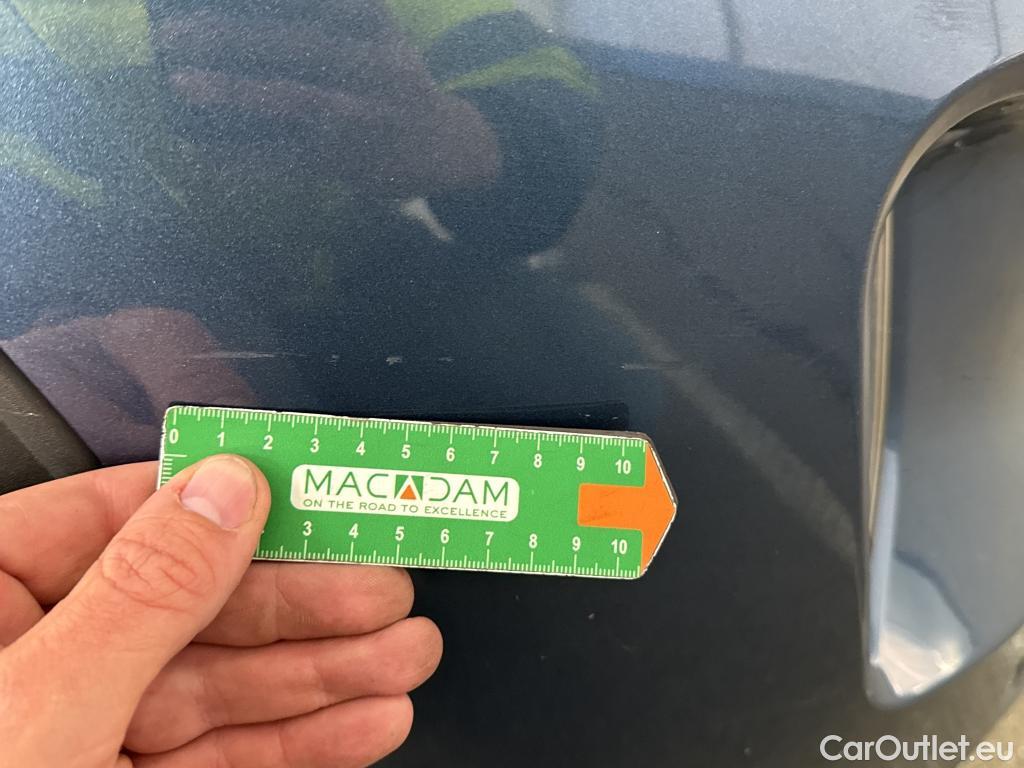 0 1 2 3 4 5 6 7 8 9 10
MACADAM
ON THE ROAD TO EXCELLENCE
3 4 5 6 7 8 9 10
CarOutlet.eu